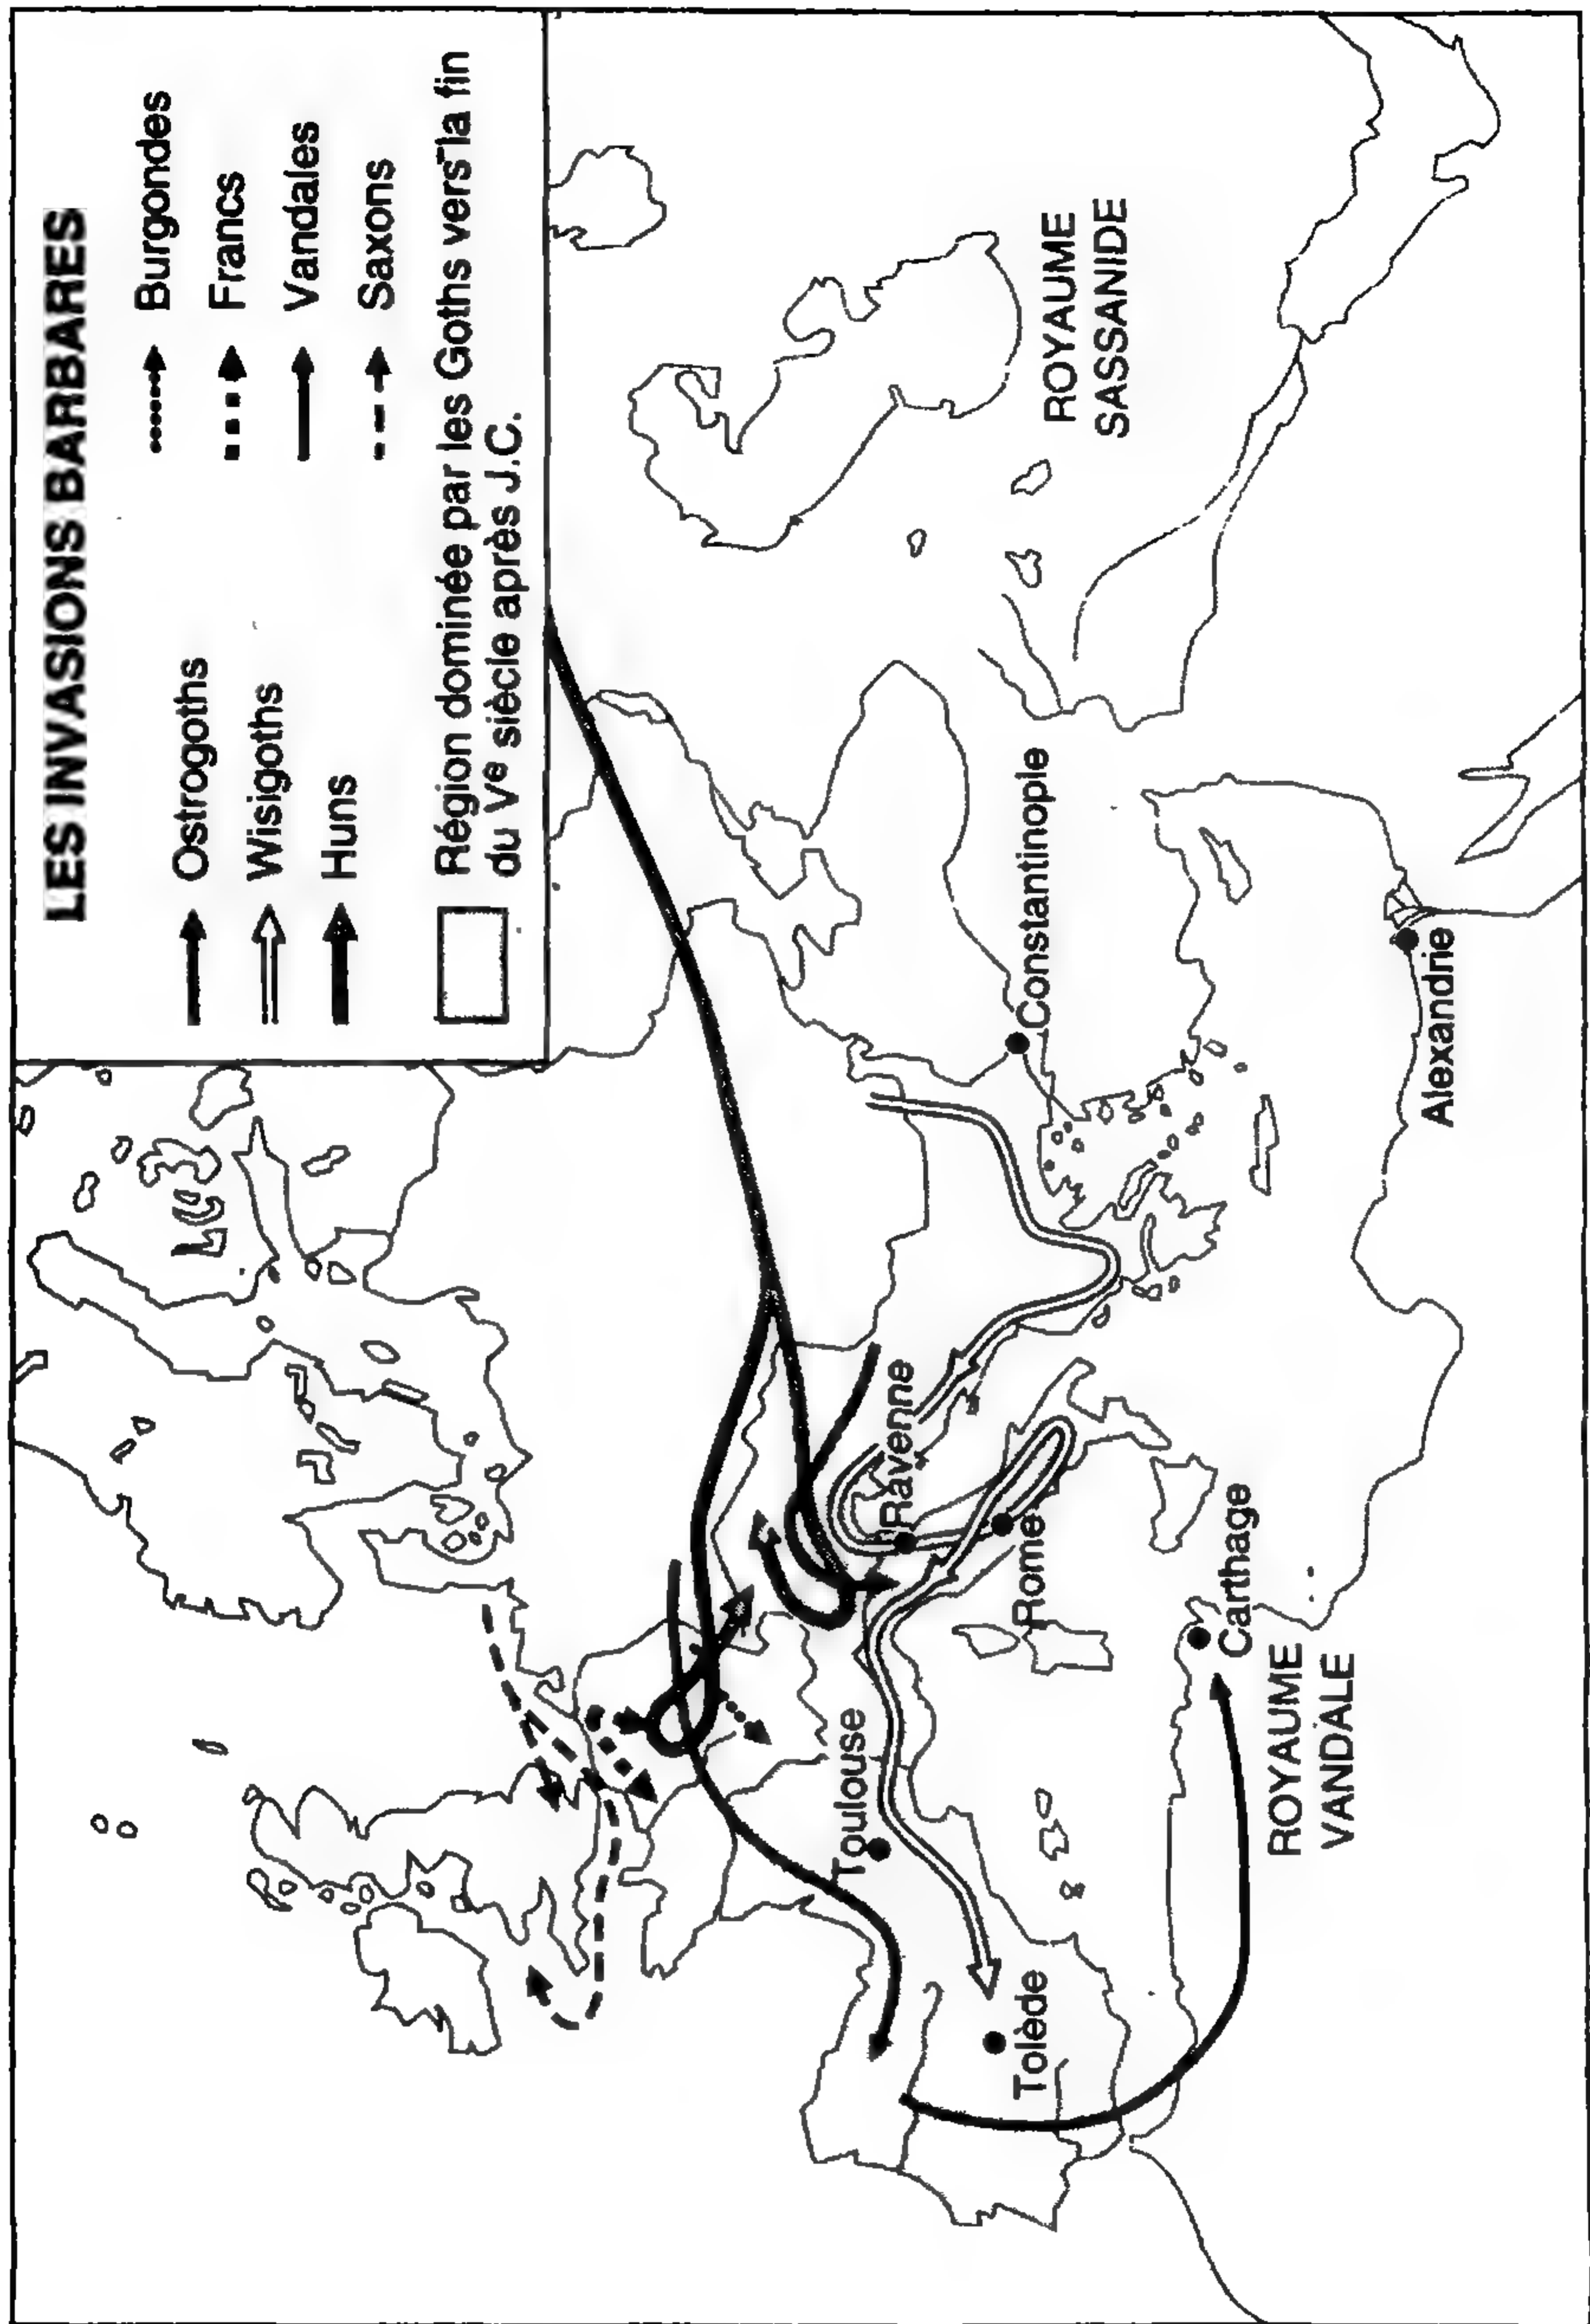 LES INVASIONS BARBARES
Ostrogoths
Wisigoths
Huns
Burgondes
Francs
Vandales
Saxons
Région dominée par les Goths vers la fin
du Vᵉ siècle après J.C.
Ravenne
Rome
Toulouse
Tolède
Carthage
ROYAUME
VANDALE
Constantinople
Alexandrie
ROYAUME
SASSANIDE